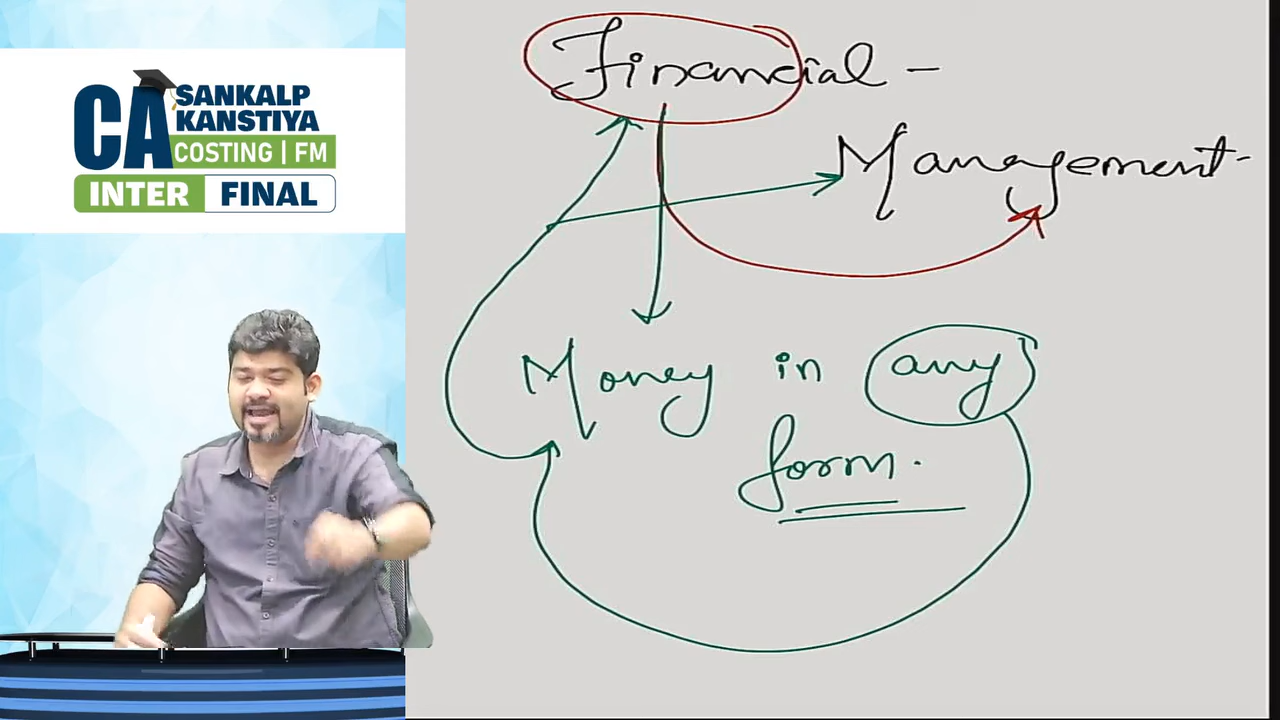 CA SANKALP
KANSTIYA
COSTING | FM
INTER FINAL
Financial -
Management-
Money in any
form.